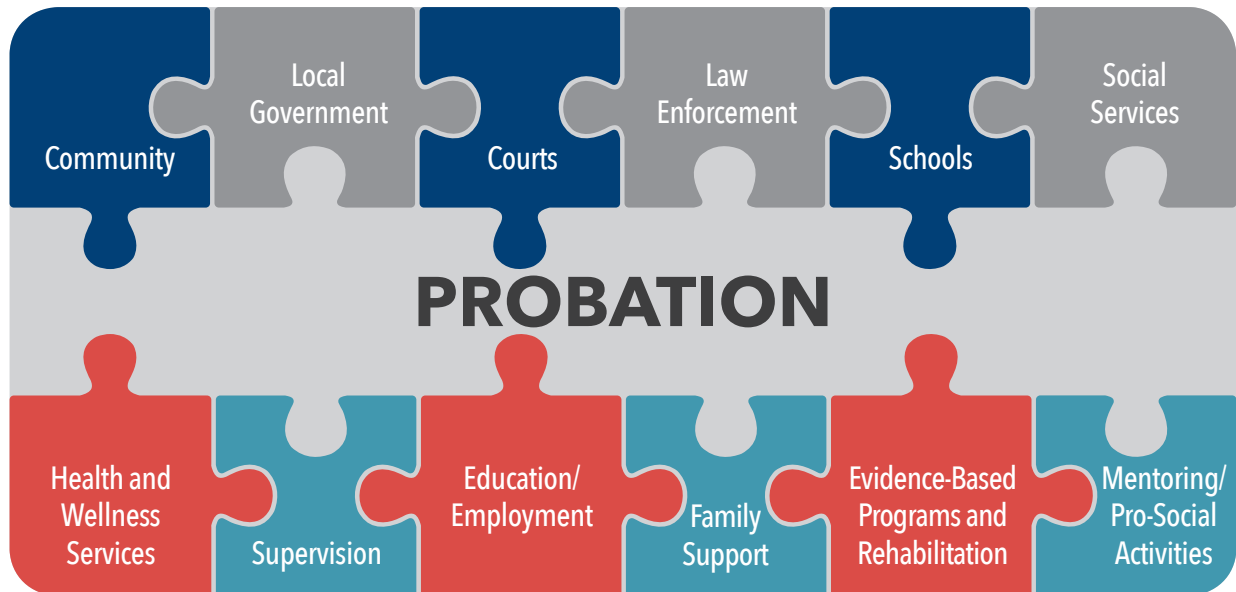 Community
Local
Government
Courts
Law
Enforcement
Schools
Social
Services
PROBATION
Health and
Wellness
Services
Supervision
Education/
Employment
Family
Support
Evidence-Based
Programs and
Rehabilitation
Mentoring/
Pro-Social
Activities